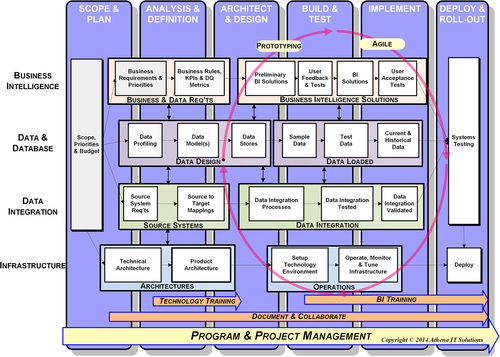 SCOPE & PLAN
ANALYSIS & DEFINITION
ARCHITECT & DESIGN
BUILD & TEST
IMPLEMENT
DEPLOY & ROLL-OUT
PROTOTYPING
AGILE
BUSINESS INTELLIGENCE
Business Requirements & Priorities
Business Rules, KPIs & DQ Metrics
Preliminary BI Solutions
User Feedback & Tests
BI Solutions
User Acceptance Tests
BUSINESS & DATA REQ'TS
BUSINESS INTELLIGENCE SOLUTIONS
DATA & DATABASE
Scope, Priorities & Budget
Data Profiling
Data Model(s)
Data Stores
Sample Data
Test Data
Current & Historical Data
Systems Testing
DATA DESIGN
DATA LOADED
DATA INTEGRATION
Source System Req'ts
Source to Target Mappings
Data Integration Processes
Data Integration Tested
Data Integration Validated
SOURCE SYSTEMS
DATA INTEGRATION
INFRASTRUCTURE
Technical Architecture
Product Architecture
Setup Technology Environment
Operate, Monitor & Tune Infrastructure
Deploy
ARCHITECTURES
OPERATIONS
TECHNOLOGY TRAINING
BI TRAINING
DOCUMENT & COLLABORATE
PROGRAM & PROJECT MANAGEMENT
Copyright © 2014 Athena IT Solutions